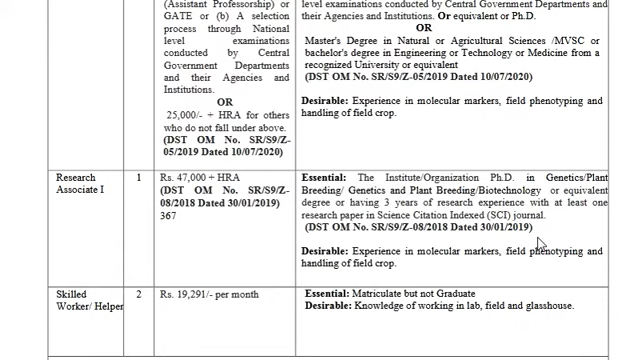 (Assistant Professorship) or
GATE or (b) A selection
process through National
level examinations
conducted by Central
Government Departments
and their Agencies and
Institutions.
OR
25,000/- + HRA for others
who do not fall under above.
(DST OM No. SR/S9/Z-
05/2019 Dated 10/07/2020)
level examinations conducted by Central Government Departments and
their Agencies and Institutions. Or equivalent or Ph.D.
OR
Master's Degree in Natural or Agricultural Sciences /MVSC or
bachelor's degree in Engineering or Technology or Medicine from a
recognized University or equivalent
(DST OM No. SR/S9/Z-05/2019 Dated 10/07/2020)
Desirable: Experience in molecular markers, field phenotyping and
handling of field crop.
Research
Associate I
1
Rs. 47,000 + HRA
(DST OM No. SR/S9/Z-
08/2018 Dated 30/01/2019)
367
Essential: The Institute/Organization Ph.D. in Genetics/Plant
Breeding/ Genetics and Plant Breeding/Biotechnology or equivalent
degree or having 3 years of research experience with at least one
research paper in Science Citation Indexed (SCI) journal.
(DST OM No. SR/S9/Z-08/2018 Dated 30/01/2019)
Desirable: Experience in molecular markers, field phenotyping and
handling of field crop.
Skilled
Worker/ Helper
2
Rs. 19,291/- per month
Essential: Matriculate but not Graduate
Desirable: Knowledge of working in lab, field and glasshouse.